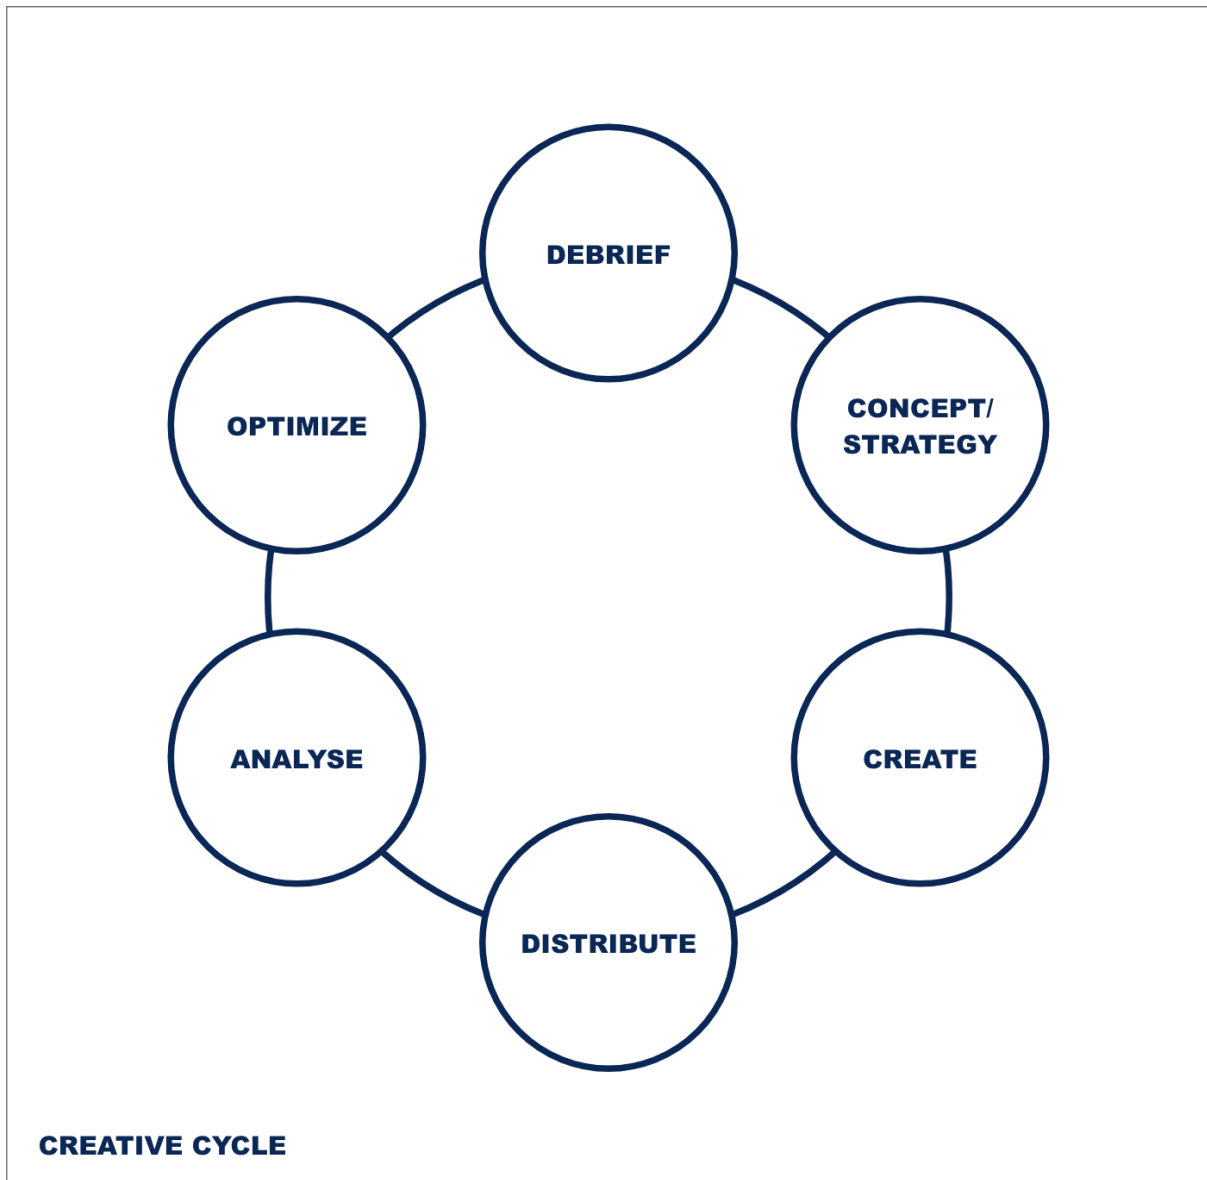 DEBRIEF
CONCEPT/
STRATEGY
CREATE
DISTRIBUTE
ANALYSE
OPTIMIZE
CREATIVE CYCLE